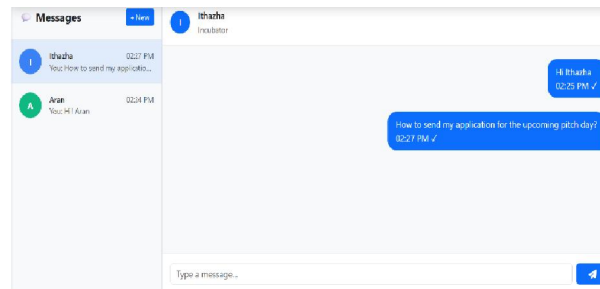 Messages
+ New
I
Ithazha
02:27 PM
You: How to send my applicatio...
A
Aran
02:24 PM
You: Hi! Aran
I
Ithazha
Incubator
Hi Ithazha
02:25 PM ✓
How to send my application for the upcoming pitch day?
02:27 PM ✓
Type a message...